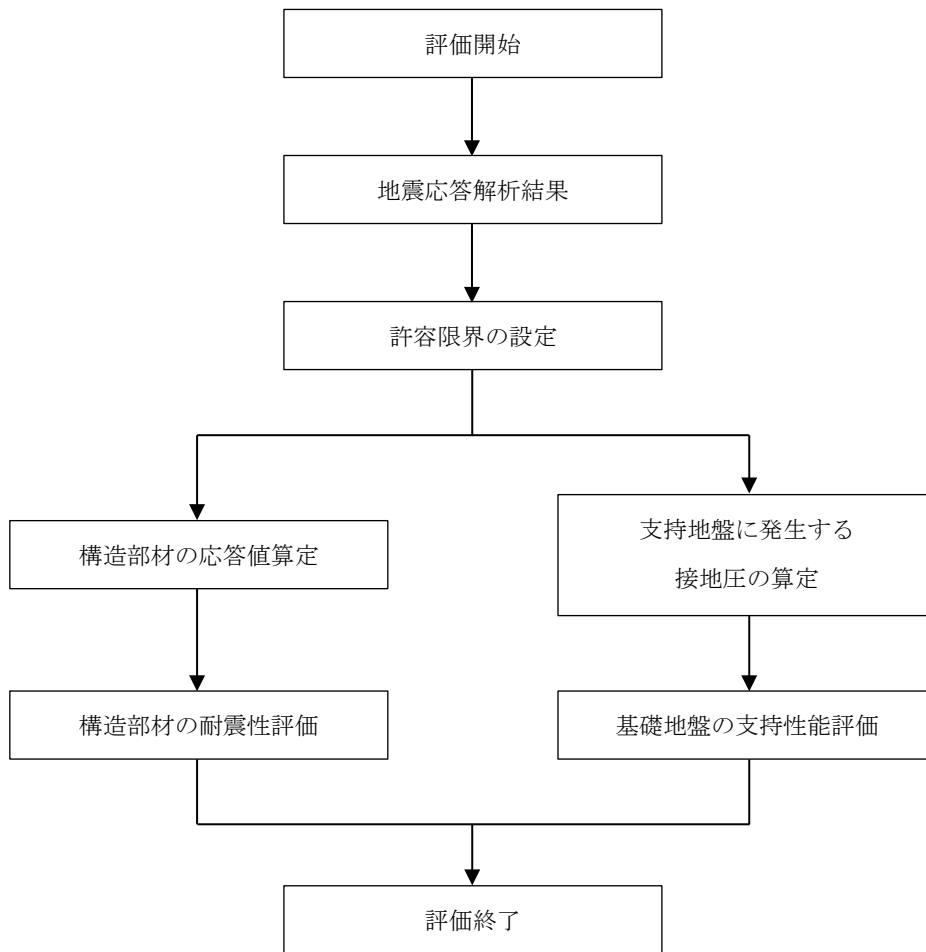 評価開始
地震応答解析結果
許容限界の設定
構造部材の応答値算定
支持地盤に発生する
接地圧の算定
構造部材の耐震性評価
基礎地盤の支持性能評価
評価終了